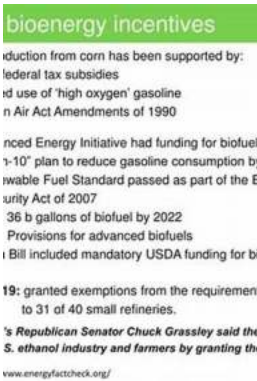 bioenergy incentives
duction from corn has been supported by:
federal tax subsidies
ed use of 'high oxygen' gasoline
n Air Act Amendments of 1990
nced Energy Initiative had funding for biofuel
n-10" plan to reduce gasoline consumption by
ewable Fuel Standard passed as part of the E
urity Act of 2007
36 b gallons of biofuel by 2022
Provisions for advanced biofuels
Bill included mandatory USDA funding for bi
19: granted exemptions from the requirement
to 31 of 40 small refineries.
's Republican Senator Chuck Grassley said the
S. ethanol industry and farmers by granting the
www.energyfactcheck.org/